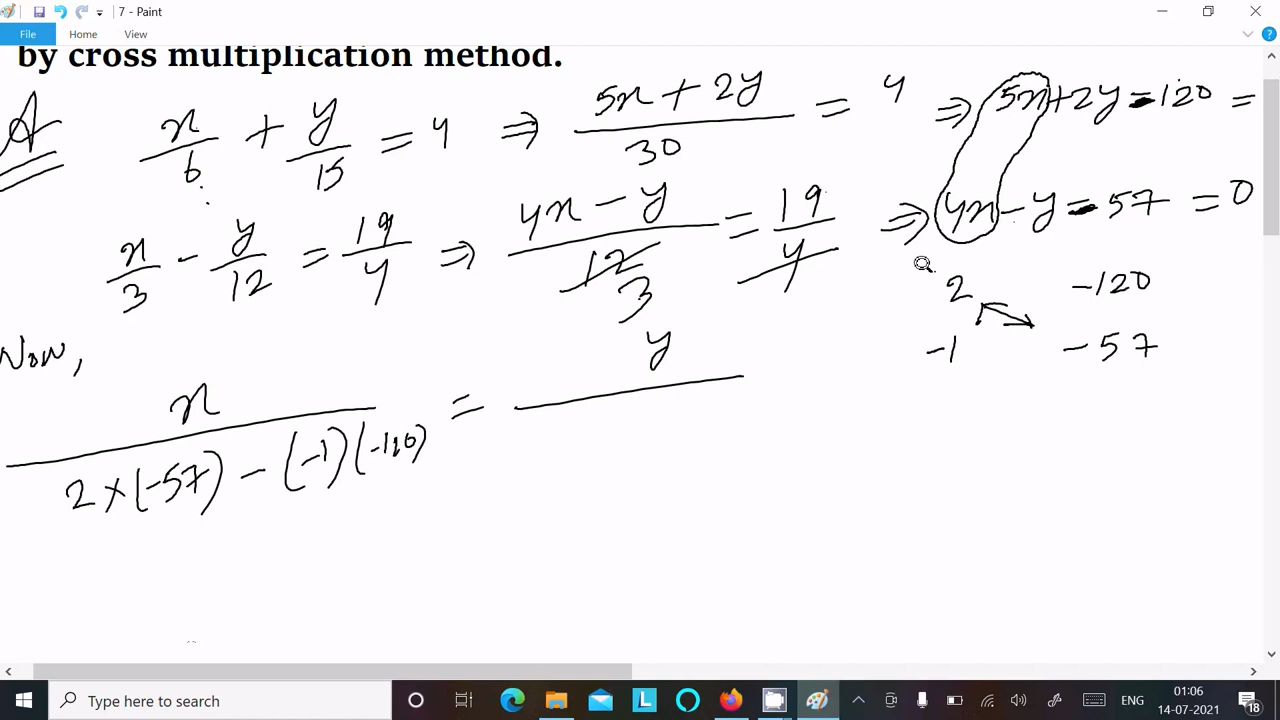 7 - Paint
File Home View
by cross multiplication method.
A x/6 + y/15 = 4 ⇒ (5x + 2y)/30 = 4 ⇒ 5x + 2y - 120 =
x/3 - y/12 = 19/4 ⇒ (4x - y)/12 3 = 19/4 ⇒ 4x - y - 57 = 0
2 -120
-1 -57
Now,
x/(2 × (-57) - (-1)(-120)) = y
Type here to search
ENG
01:06
14-07-2021
18